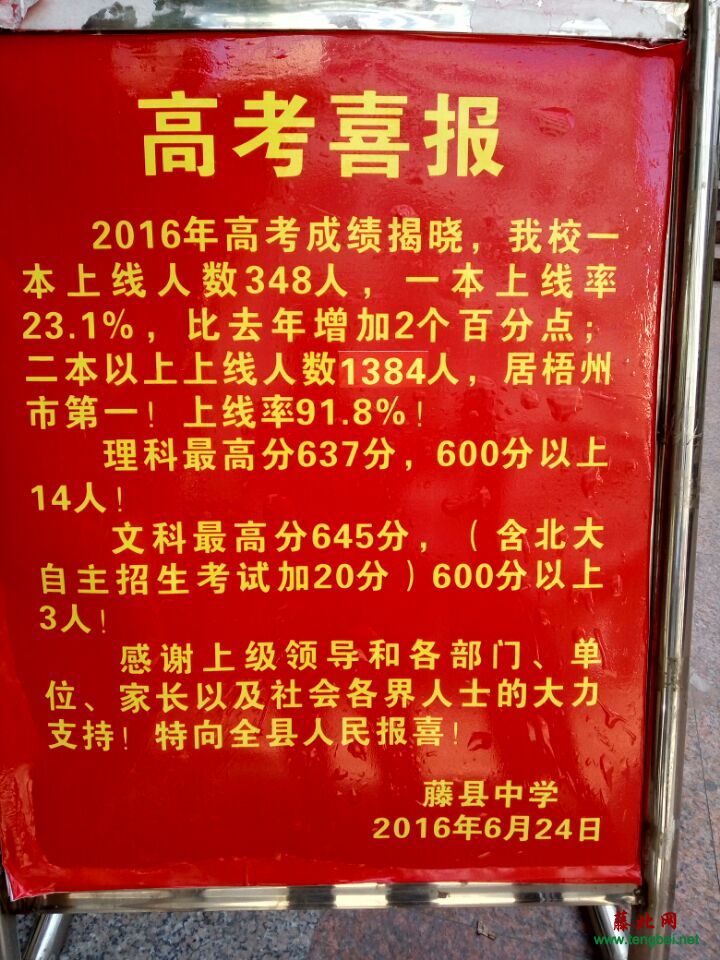 高考喜报
2016年高考成绩揭晓，我校一
本上线人数348人，一本上线率
23.1%，比去年增加2个百分点；
二本以上上线人数1384人，居梧州
市第一！上线率91.8%！
理科最高分637分，600分以上
14人！
文科最高分645分，（含北大
自主招生考试加20分）600分以上
3人！
感谢上级领导和各部门、单
位、家长以及社会各界人士的大力
支持！特向全县人民报喜！
藤县中学
2016年6月24日
藤北网
www.tengbei.net